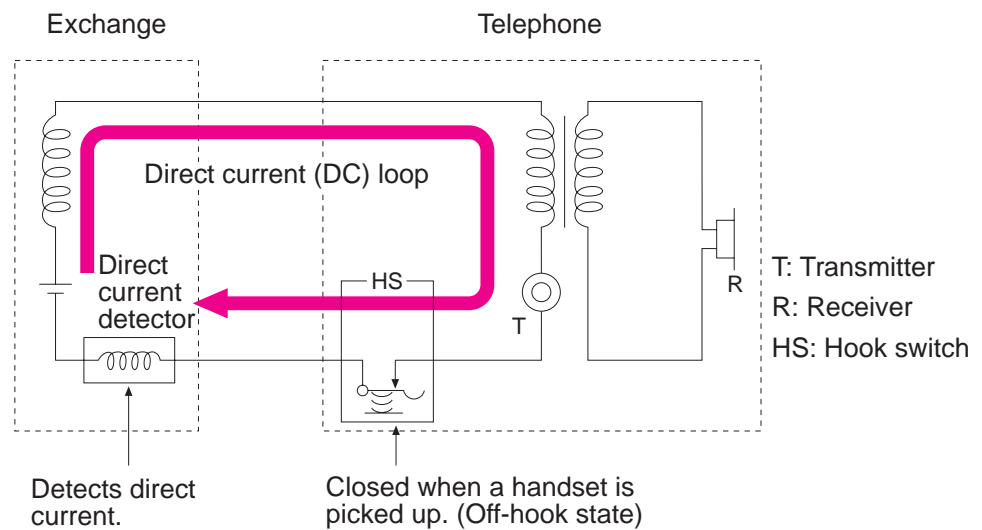 Exchange
Telephone
Direct current (DC) loop
Direct
current
detector
HS
T
R
T: Transmitter
R: Receiver
HS: Hook switch
Detects direct
current.
Closed when a handset is
picked up. (Off-hook state)